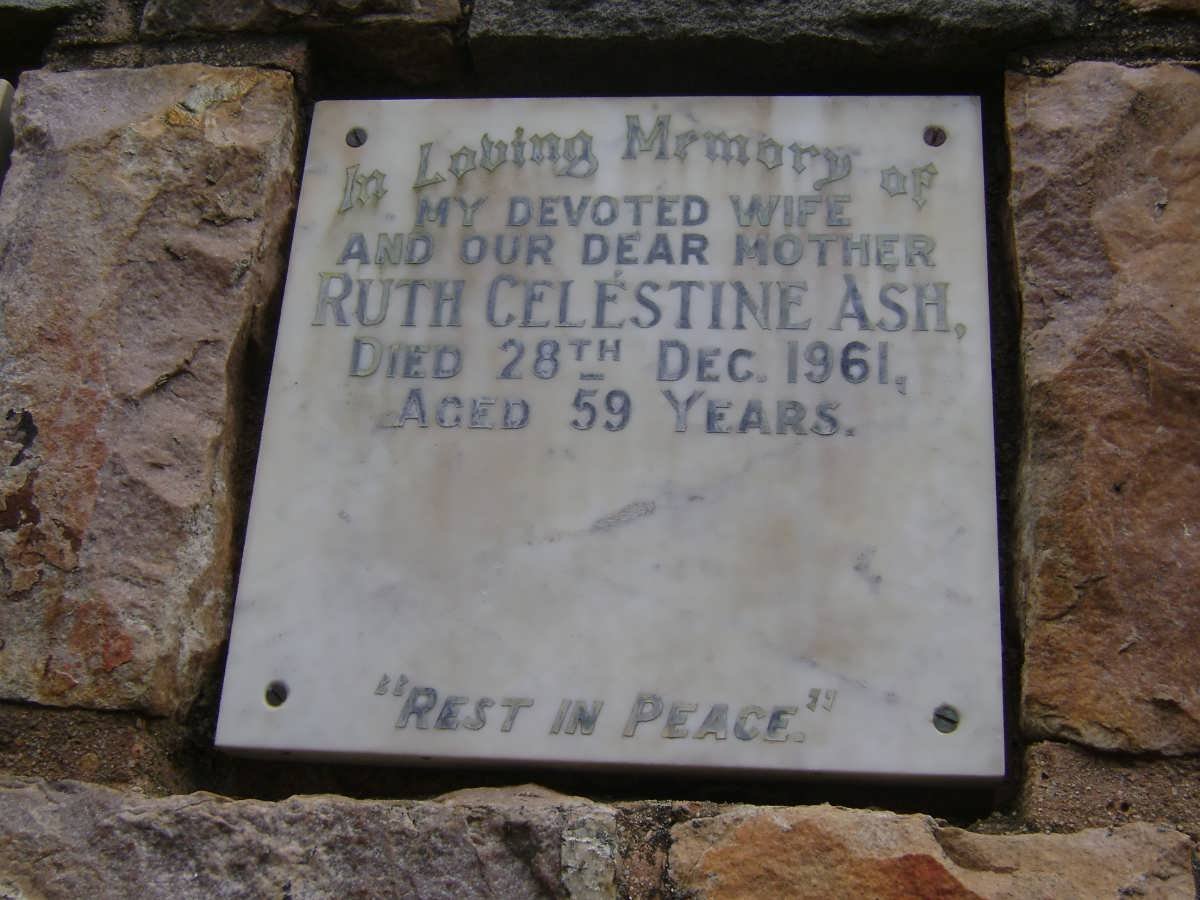 In Loving Memory of
MY DEVOTED WIFE
AND OUR DEAR MOTHER
RUTH CELESTINE ASH,
DIED 28TH DEC. 1961,
AGED 59 YEARS.
"REST IN PEACE."